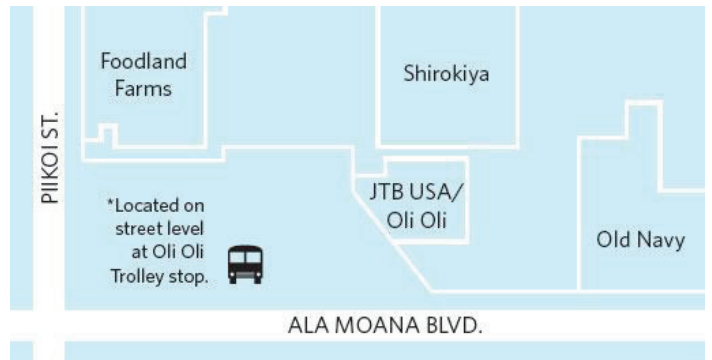 Foodland
Farms
Shirokiya
PIIKOI ST.
JTB USA/
Oli Oli
*Located on
street level
at Oli Oli
Trolley stop.
Old Navy
ALA MOANA BLVD.